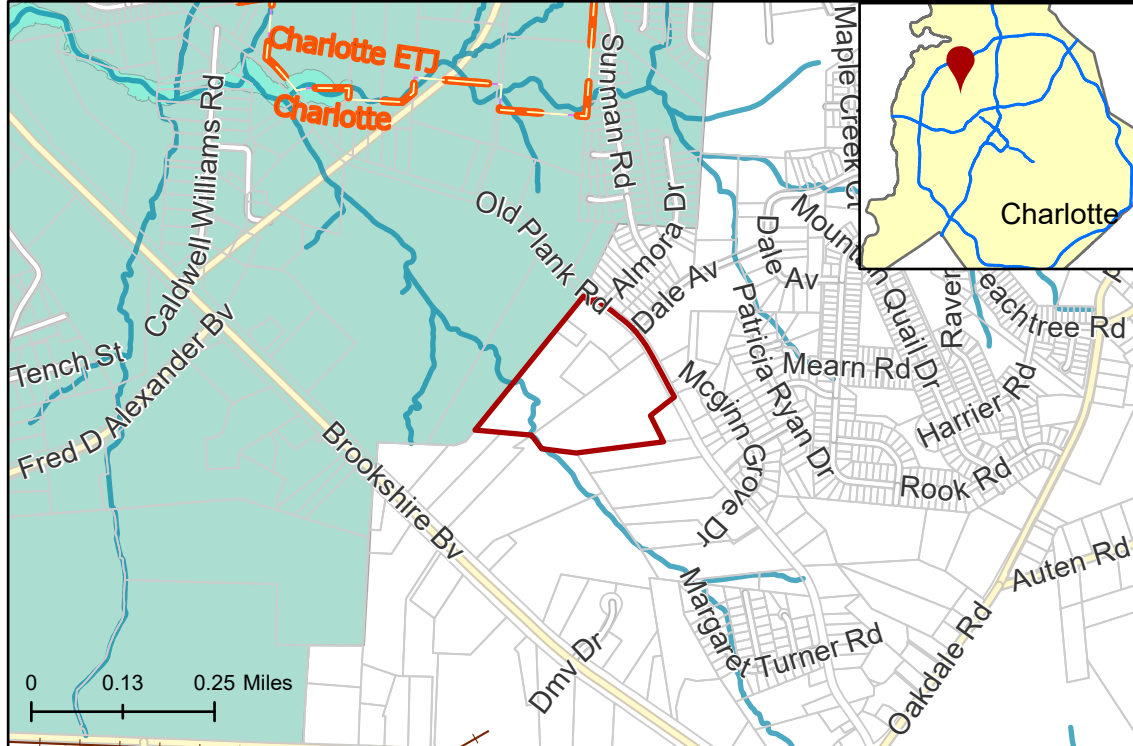 Charlotte ETJ
Charlotte
Caldwell Williams Rd
Sunman Rd
Maple Creek
Charlotte
Old Plank Rd
Almora Dr
Dale Av
Dale Av
Mountain Quail Dr
Raven
eachtree Rd
Tench St
Fred D Alexander Bv
Patricia Ryan Dr
Mearn Rd
Harrier Rd
Mcginn Grove Dr
Rook Rd
Brookshire Bv
Auten Rd
Margaret Turner Rd
Dmv Dr
Oakdale Rd
0 0.13 0.25 Miles